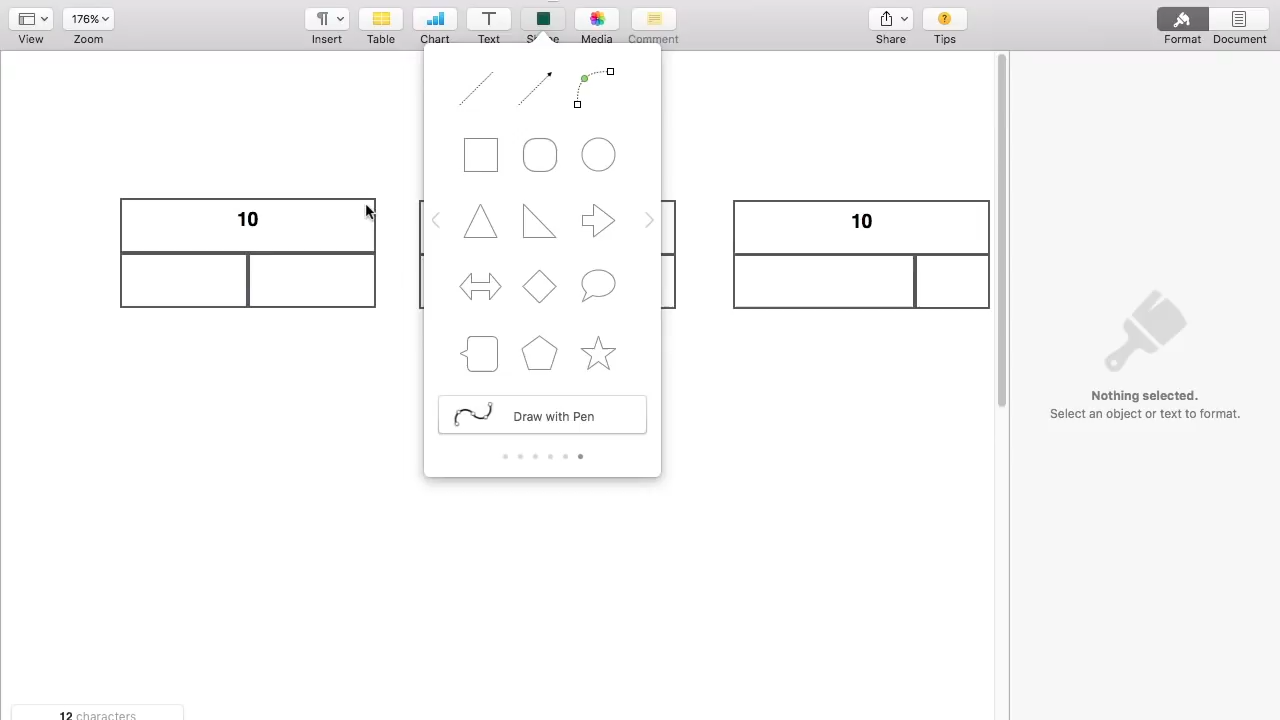 176%
View
Zoom
Insert
Table
Chart
Text
Media
Comment
Share
Tips
Format
Document
10
10
Draw with Pen
Nothing selected.
Select an object or text to format.
12 characters